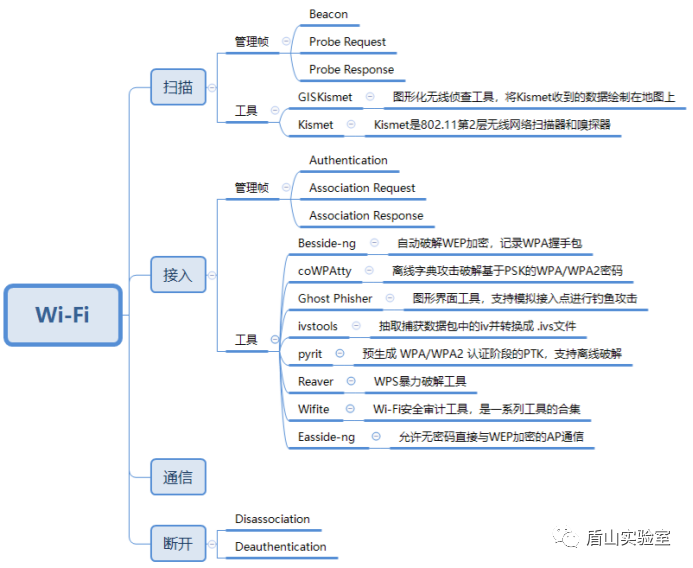 Wi-Fi
扫描
管理帧
Beacon
Probe Request
Probe Response
工具
GISKismet
图形化无线侦查工具，将Kismet收到的数据绘制在地图上
Kismet
Kismet是802.11第2层无线网络扫描器和嗅探器
接入
管理帧
Authentication
Association Request
Association Response
工具
Besside-ng
自动破解WEP加密，记录WPA握手包
coWPAtty
离线字典攻击破解基于PSK的WPA/WPA2密码
Ghost Phisher
图形界面工具，支持模拟接入点进行钓鱼攻击
ivstools
抽取捕获数据包中的iv并转换成 .ivs文件
pyrit
预生成 WPA/WPA2 认证阶段的PTK，支持离线破解
Reaver
WPS暴力破解工具
Wifite
Wi-Fi安全审计工具，是一系列工具的合集
Easside-ng
允许无密码直接与WEP加密的AP通信
通信
断开
Disassociation
Deauthentication
盾山实验室